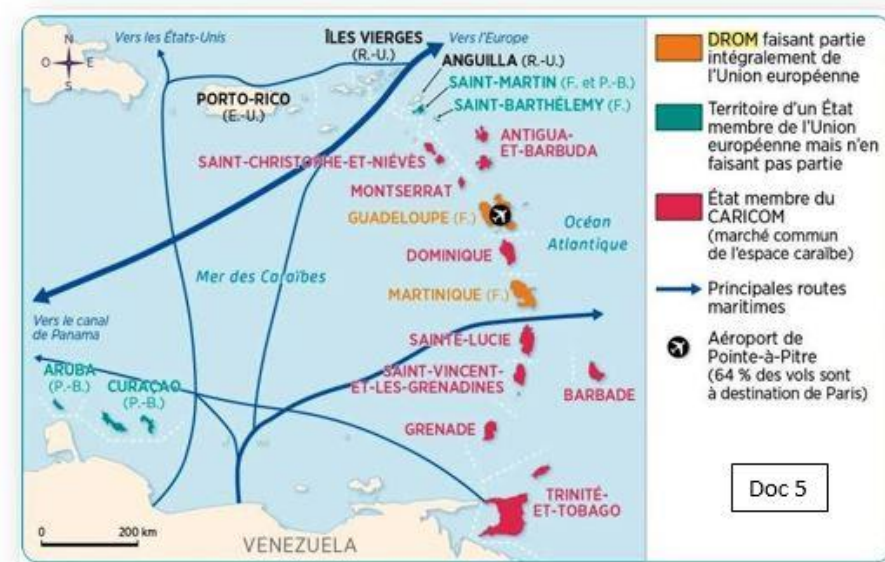 Vers les États-Unis
ÎLES VIERGES
(R.-U.)
Vers l'Europe
N
O
E
S
ANGUILLA (R.-U.)
SAINT-MARTIN (F. et P.-B.)
SAINT-BARTHÉLEMY (F.)
PORTO-RICO
(E.-U.)
ANTIGUA-
ET-BARBUDA
SAINT-CHRISTOPHE-ET-NIÉVÈS
MONTSERRAT
GUADELOUPE (F.)
Océan
Atlantique
DOMINIQUE
Mer des Caraïbes
MARTINIQUE (F.)
Vers le canal
de Panama
SAINTE-LUCIE
ARUBA
(P.-B.)
CURAÇAO
(P.-B.)
SAINT-VINCENT-
ET-LES-GRENADINES
BARBADE
GRENADE
TRINITÉ-
ET-TOBAGO
0
200 km
VENEZUELA
DROM faisant partie
intégralement de
l'Union européenne
Territoire d'un État
membre de l'Union
européenne mais n'en
faisant pas partie
État membre du
CARICOM
(marché commun
de l'espace caraïbe)
Principales routes
maritimes
Aéroport de
Pointe-à-Pitre
(64 % des vols sont
à destination de Paris)
Doc 5